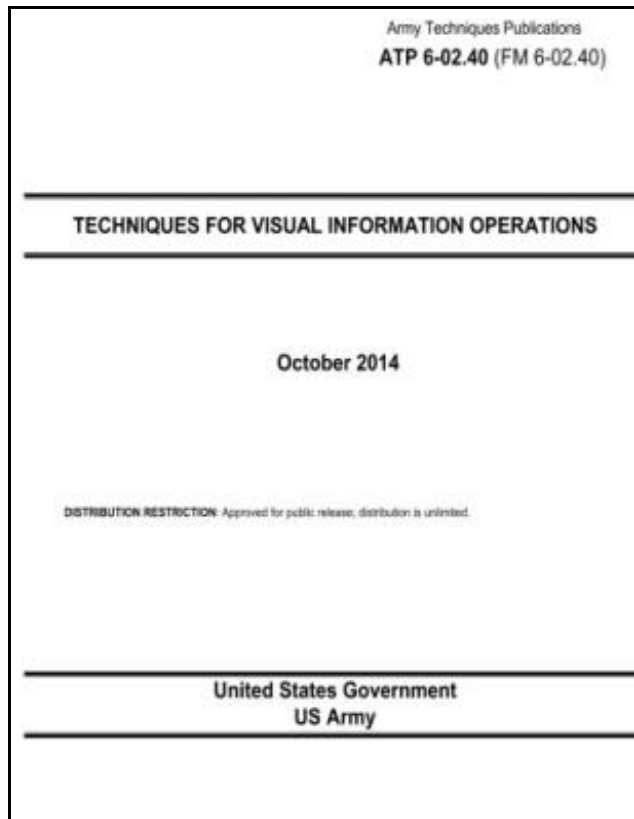 Army Techniques Publications
ATP 6-02.40 (FM 6-02.40)
TECHNIQUES FOR VISUAL INFORMATION OPERATIONS
October 2014
DISTRIBUTION RESTRICTION: Approved for public release; distribution is unlimited.
United States Government
US Army